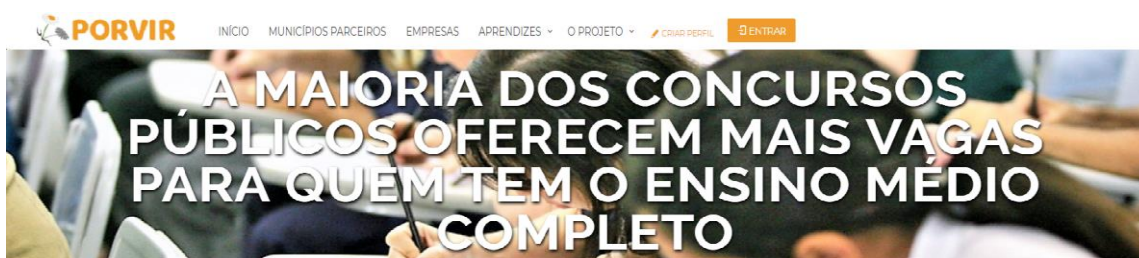 PORVIR
INÍCIO MUNICÍPIOS PARCEIROS EMPRESAS APRENDIZES O PROJETO CRIAR PERFIL ENTRAR
A MAIORIA DOS CONCURSOS
PÚBLICOS OFERECEM MAIS VAGAS
PARA QUEM TEM O ENSINO MÉDIO
COMPLETO